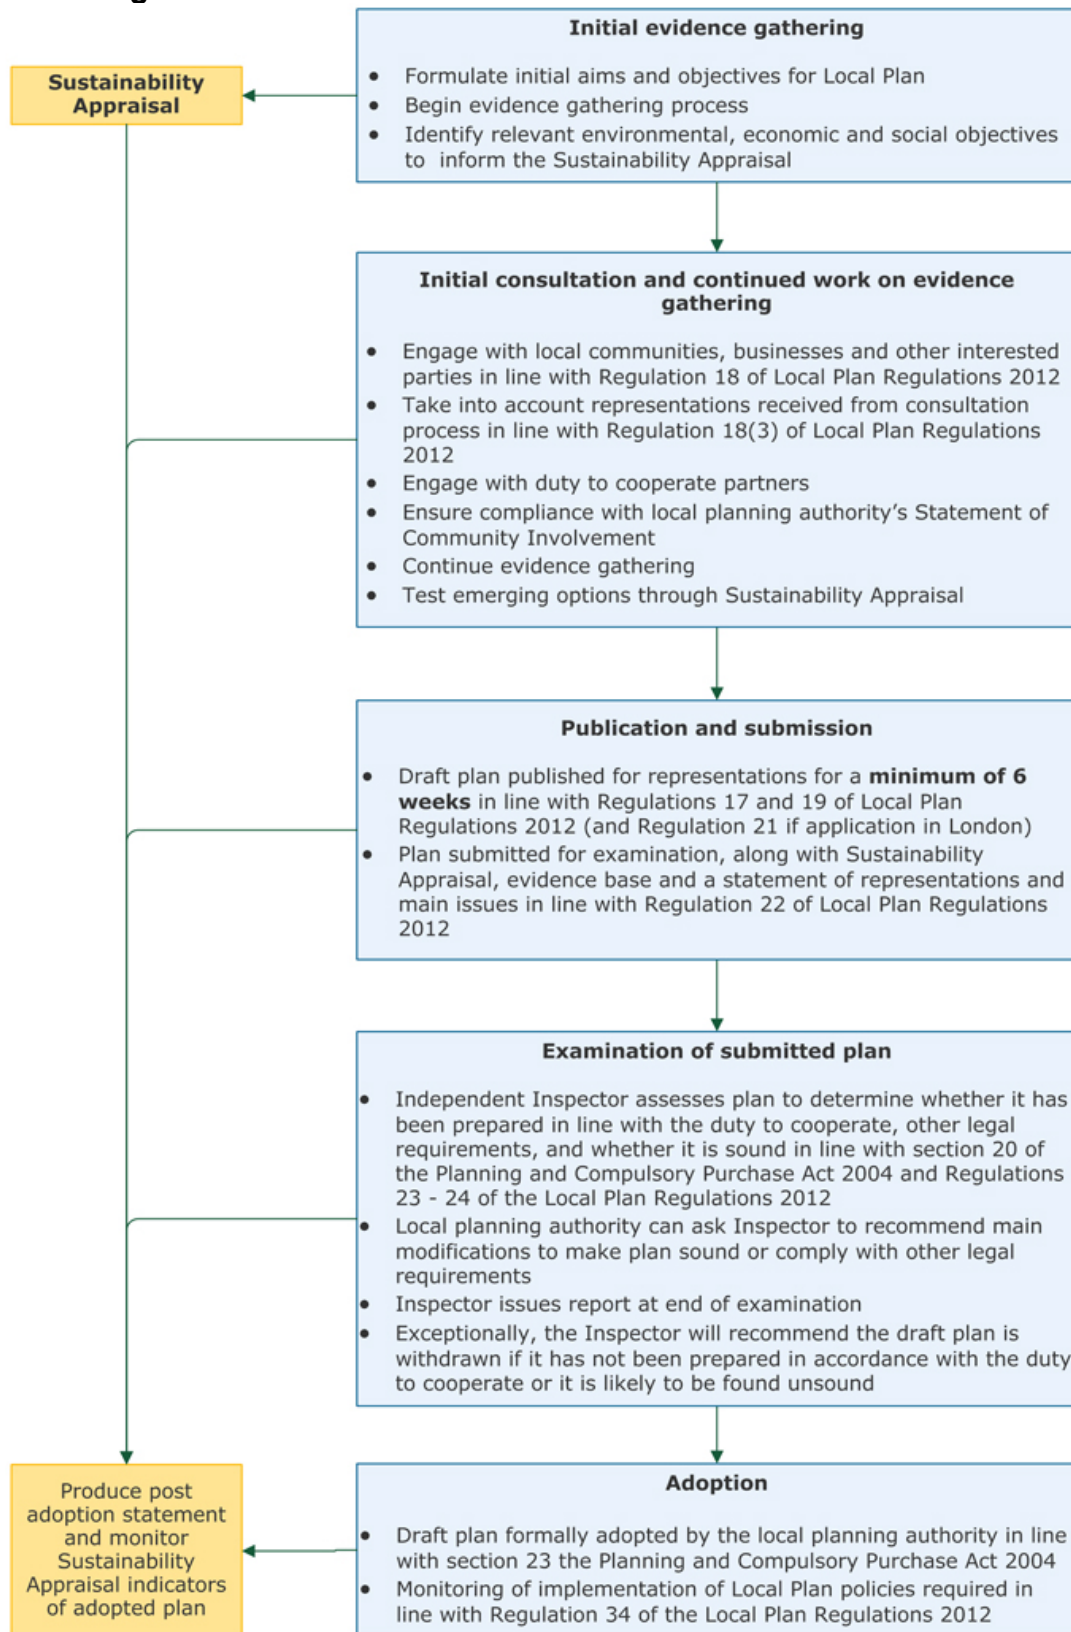 Initial evidence gathering
• Formulate initial aims and objectives for Local Plan
• Begin evidence gathering process
• Identify relevant environmental, economic and social objectives
to  inform the Sustainability Appraisal
Sustainability
Appraisal
Initial consultation and continued work on evidence
gathering
• Engage with local communities, businesses and other interested
parties in line with Regulation 18 of Local Plan Regulations 2012
• Take into account representations received from consultation
process in line with Regulation 18(3) of Local Plan Regulations
2012
• Engage with duty to cooperate partners
• Ensure compliance with local planning authority’s Statement of
Community Involvement
• Continue evidence gathering
• Test emerging options through Sustainability Appraisal
Publication and submission
• Draft plan published for representations for a minimum of 6
weeks in line with Regulations 17 and 19 of Local Plan
Regulations 2012 (and Regulation 21 if application in London)
• Plan submitted for examination, along with Sustainability
Appraisal, evidence base and a statement of representations and
main issues in line with Regulation 22 of Local Plan Regulations
2012
Examination of submitted plan
• Independent Inspector assesses plan to determine whether it has
been prepared in line with the duty to cooperate, other legal
requirements, and whether it is sound in line with section 20 of
the Planning and Compulsory Purchase Act 2004 and Regulations
23 - 24 of the Local Plan Regulations 2012
• Local planning authority can ask Inspector to recommend main
modifications to make plan sound or comply with other legal
requirements
• Inspector issues report at end of examination
• Exceptionally, the Inspector will recommend the draft plan is
withdrawn if it has not been prepared in accordance with the duty
to cooperate or it is likely to be found unsound
Adoption
• Draft plan formally adopted by the local planning authority in line
with section 23 the Planning and Compulsory Purchase Act 2004
• Monitoring of implementation of Local Plan policies required in
line with Regulation 34 of the Local Plan Regulations 2012
Produce post
adoption statement
and monitor
Sustainability
Appraisal indicators
of adopted plan